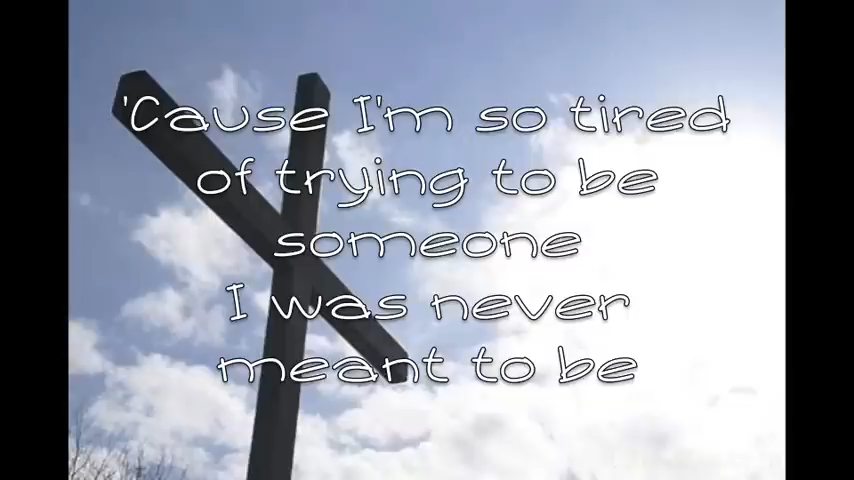 'Cause I'm so tired
of trying to be
someone
I was never
meant to be